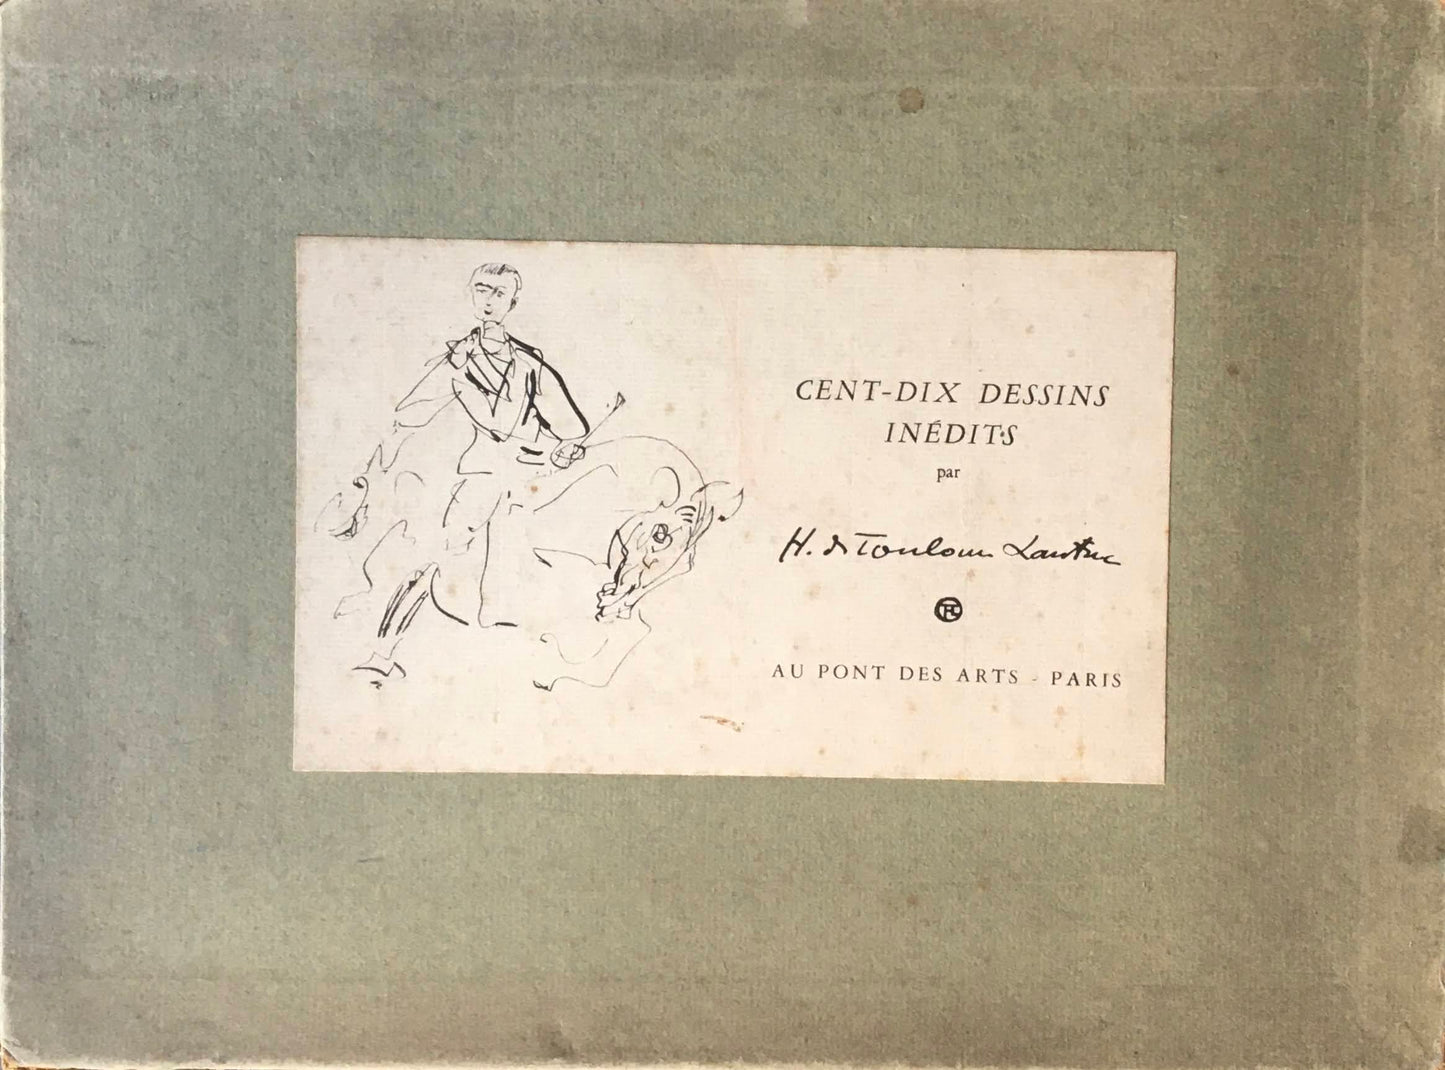 CENT-DIX DESSINS
INÉDITS
par
H. de Toulouse Lautrec
AU PONT DES ARTS - PARIS